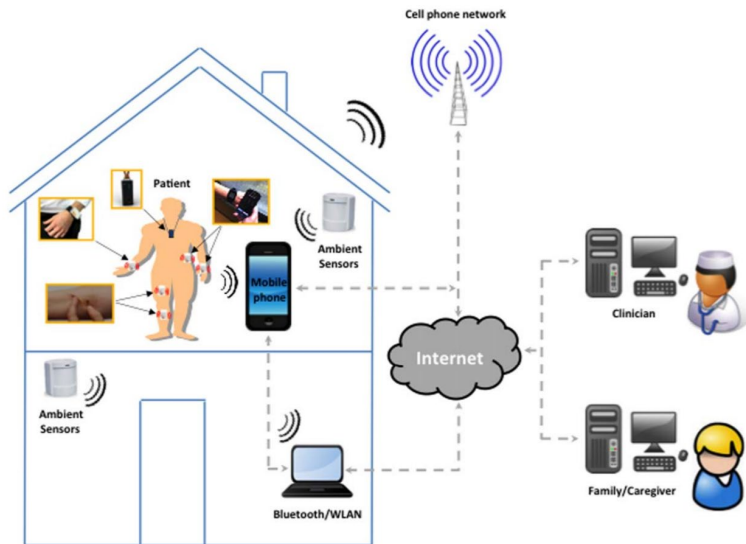 Cell phone network
Patient
Ambient
Sensors
Mobile
phone
Clinician
Internet
Ambient
Sensors
Family/Caregiver
Bluetooth/WLAN